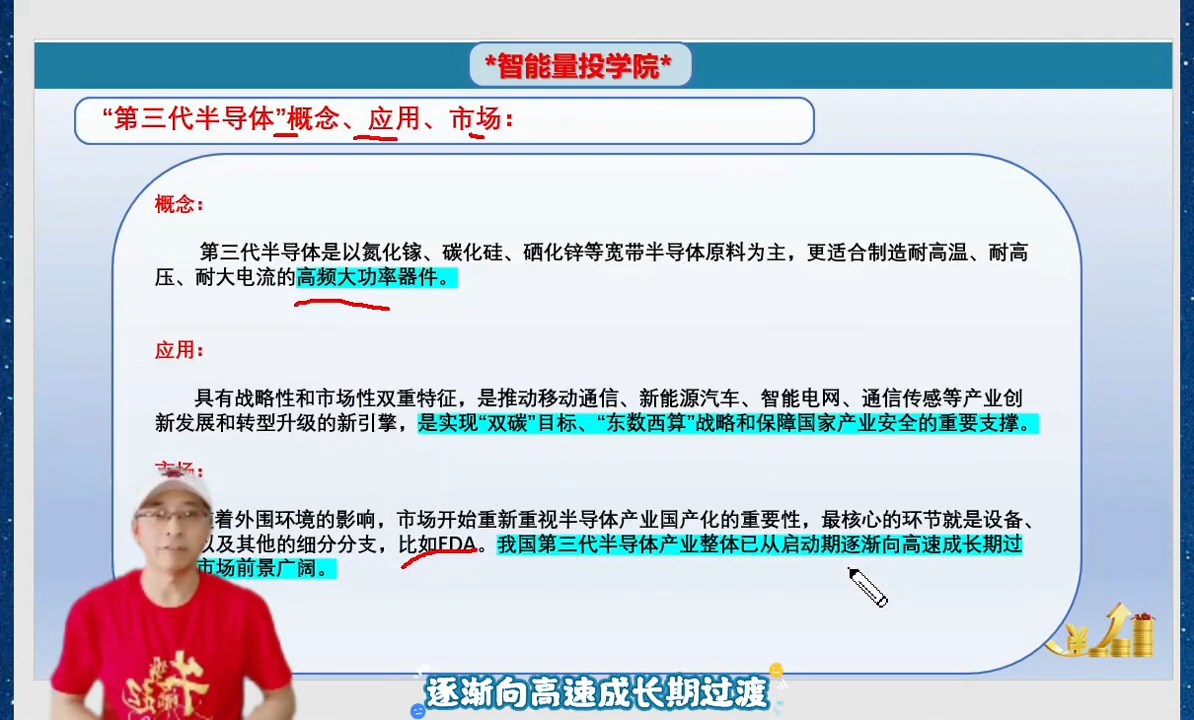 *智能量投学院*
“第三代半导体”概念、应用、市场：
概念：
第三代半导体是以氮化镓、碳化硅、硒化锌等宽带半导体原料为主，更适合制造耐高温、耐高
压、耐大电流的高频大功率器件。
应用：
具有战略性和市场性双重特征，是推动移动通信、新能源汽车、智能电网、通信传感等产业创
新发展和转型升级的新引擎，是实现“双碳”目标、“东数西算”战略和保障国家产业安全的重要支撑。
市场：
着外围环境的影响，市场开始重新重视半导体产业国产化的重要性，最核心的环节就是设备、
以及其他的细分分支，比如EDA。我国第三代半导体产业整体已从启动期逐渐向高速成长期过
市场前景广阔。
逐渐向高速成长期过渡